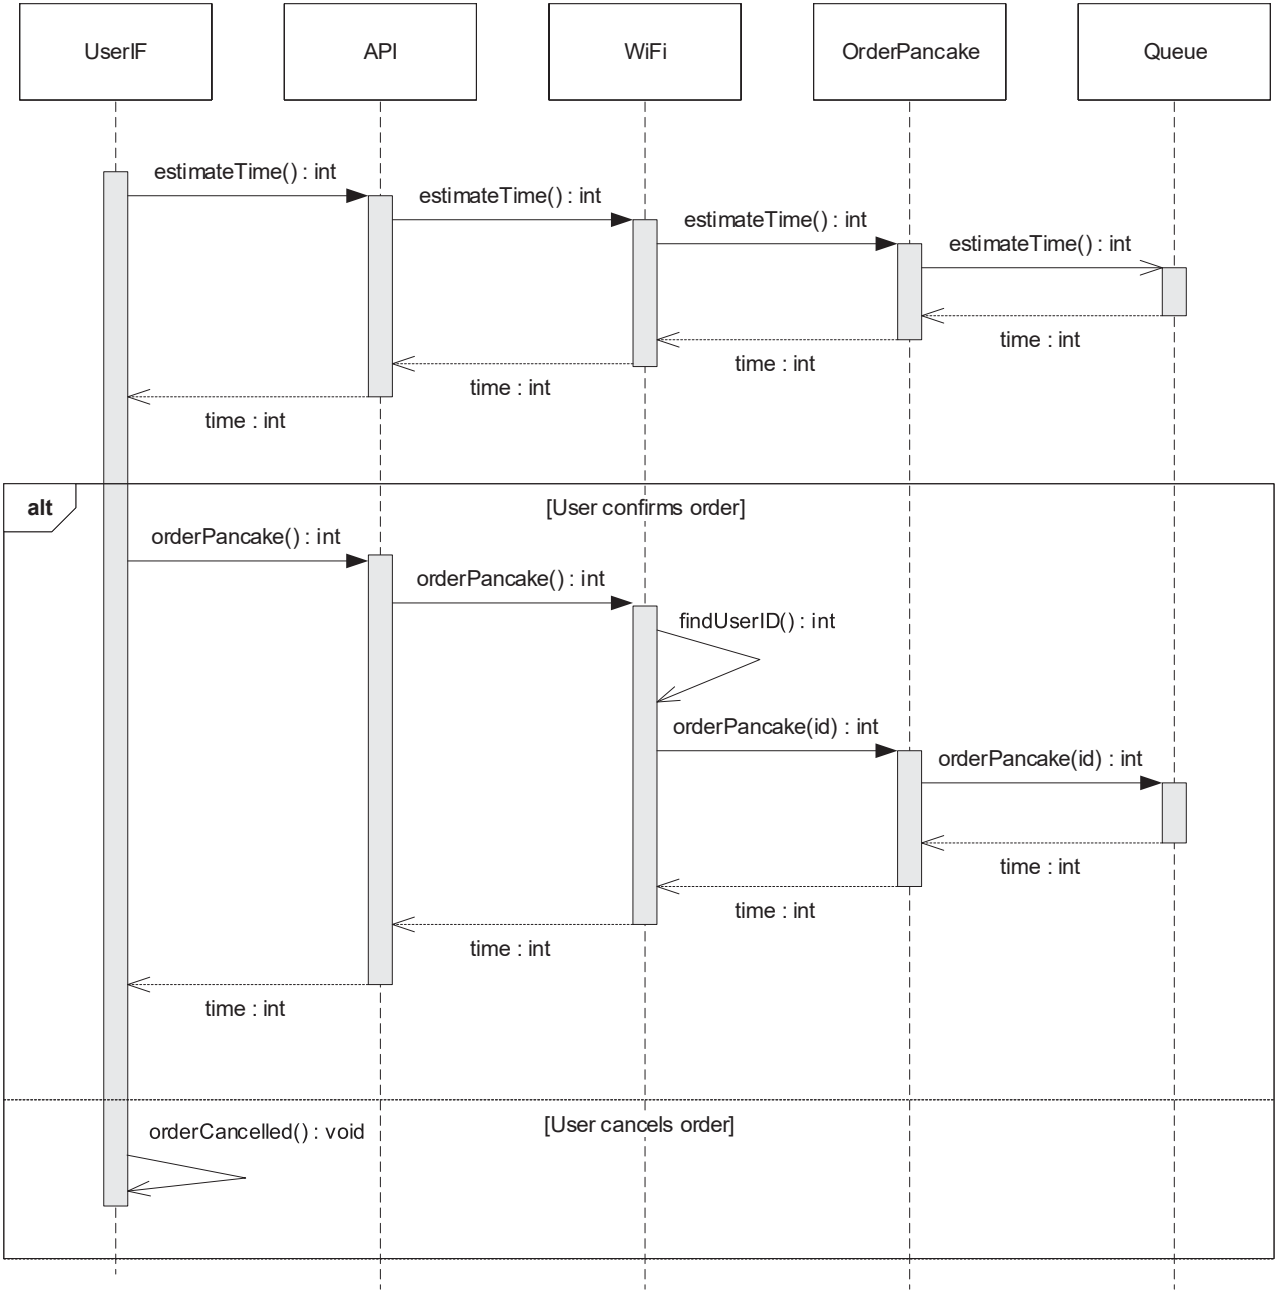 UserIF
API
WiFi
OrderPancake
Queue
estimateTime() : int
estimateTime() : int
estimateTime() : int
estimateTime() : int
time : int
time : int
time : int
time : int
alt
[User confirms order]
orderPancake() : int
orderPancake() : int
findUserID() : int
orderPancake(id) : int
orderPancake(id) : int
time : int
time : int
time : int
time : int
[User cancels order]
orderCancelled() : void